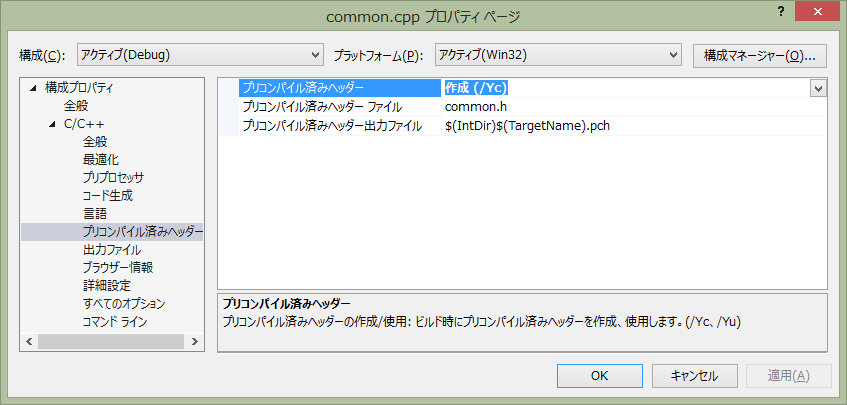 common.cpp プロパティ ページ
?
構成(C):
アクティブ(Debug)
プラットフォーム(P):
アクティブ(Win32)
構成マネージャー(O)...
構成プロパティ
全般
C/C++
全般
最適化
プリプロセッサ
コード生成
言語
プリコンパイル済みヘッダー
出力ファイル
ブラウザー情報
詳細設定
すべてのオプション
コマンド ライン
プリコンパイル済みヘッダー 作成 (/Yc)
プリコンパイル済みヘッダー ファイル common.h
プリコンパイル済みヘッダー出力ファイル $(IntDir)$(TargetName).pch
プリコンパイル済みヘッダー
プリコンパイル済みヘッダーの作成/使用: ビルド時にプリコンパイル済みヘッダーを作成、使用します。(/Yc、/Yu)
OK
キャンセル
適用(A)